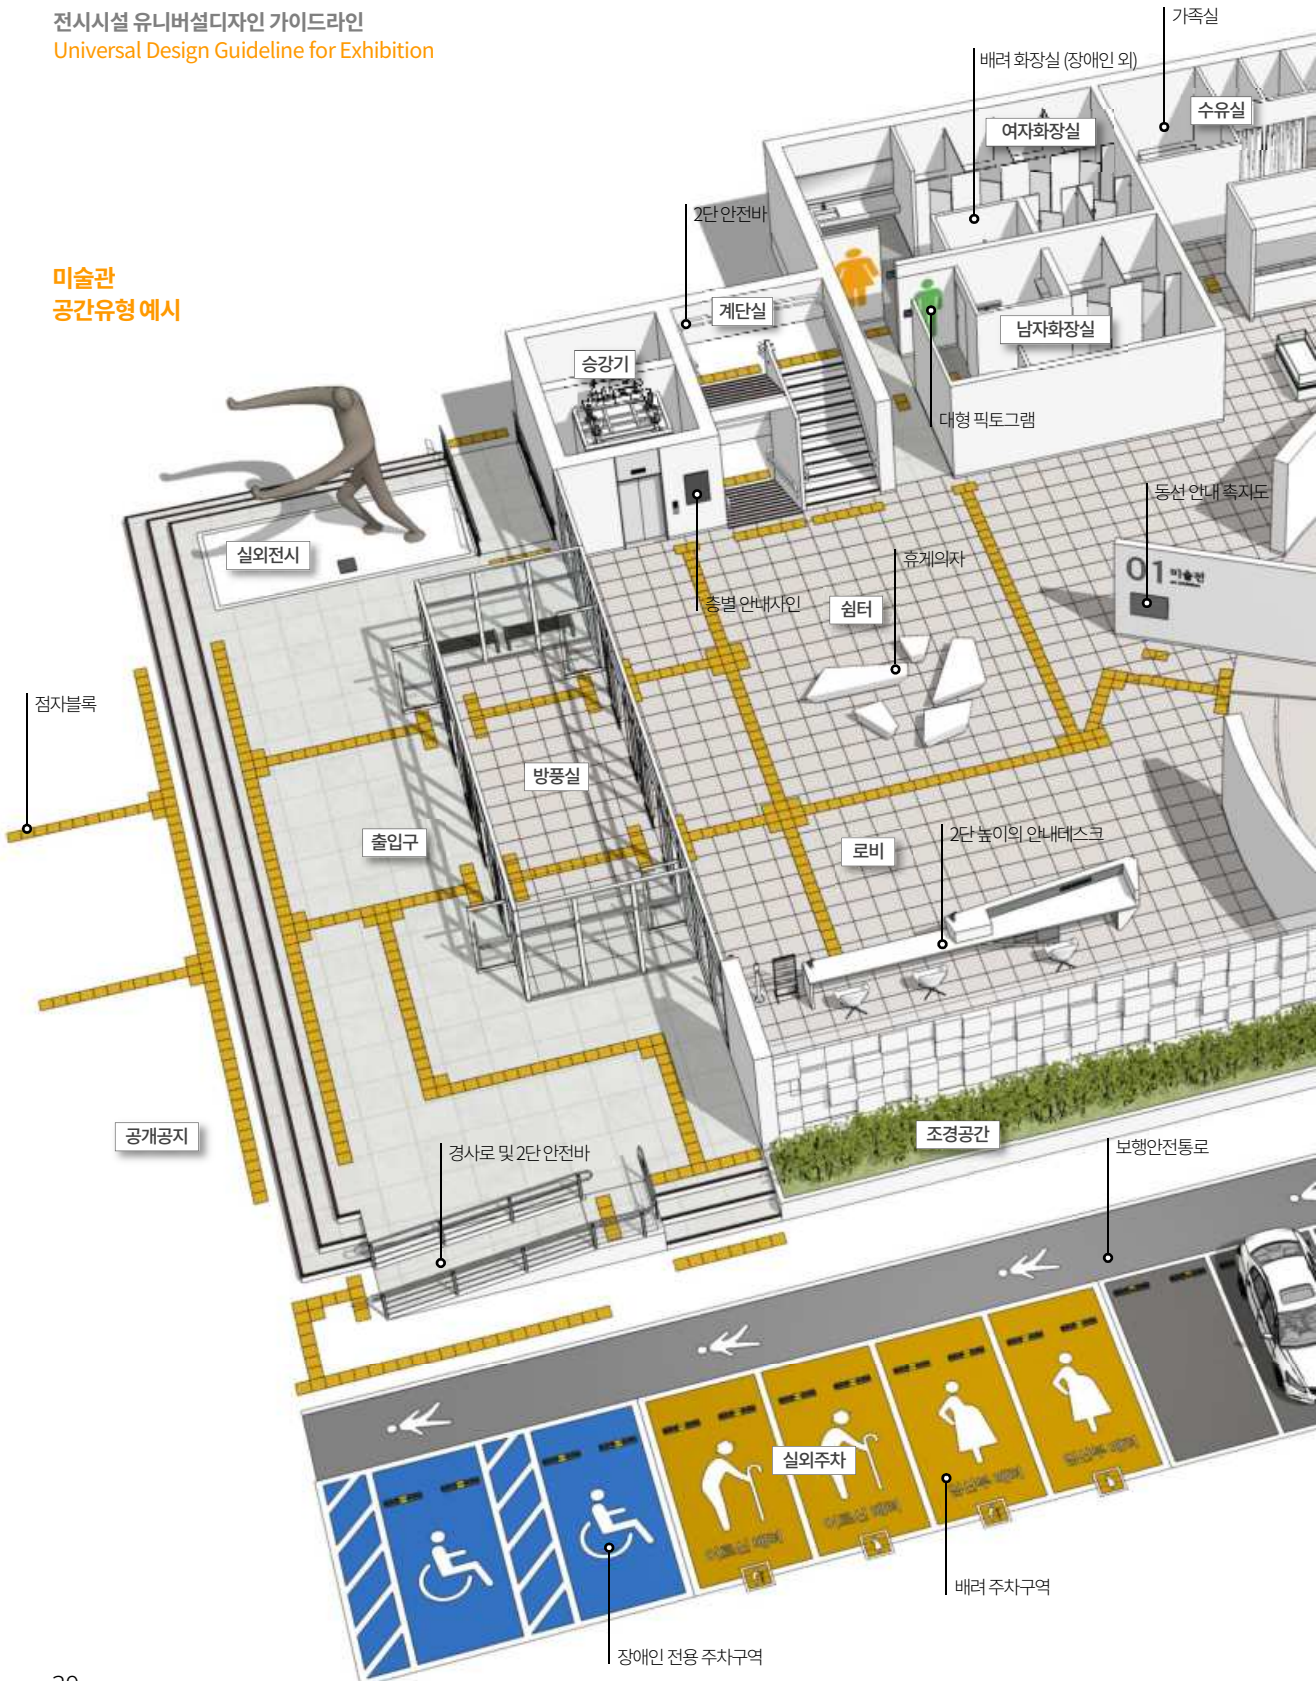 전시시설 유니버설디자인 가이드라인
Universal Design Guideline for Exhibition
가족실
배려 화장실 (장애인 외)
수유실
여자화장실
2단 안전바
미술관
공간유형 예시
계단실
남자화장실
승강기
대형 픽토그램
동선 안내 촉지도
실외전시
휴게의자
01 미술전
층별 안내사인
쉼터
점자블록
방풍실
출입구
로비
2단 높이의 안내데스크
공개공지
조경공간
경사로 및 2단 안전바
보행안전통로
실외주차
배려 주차구역
장애인 전용 주차구역